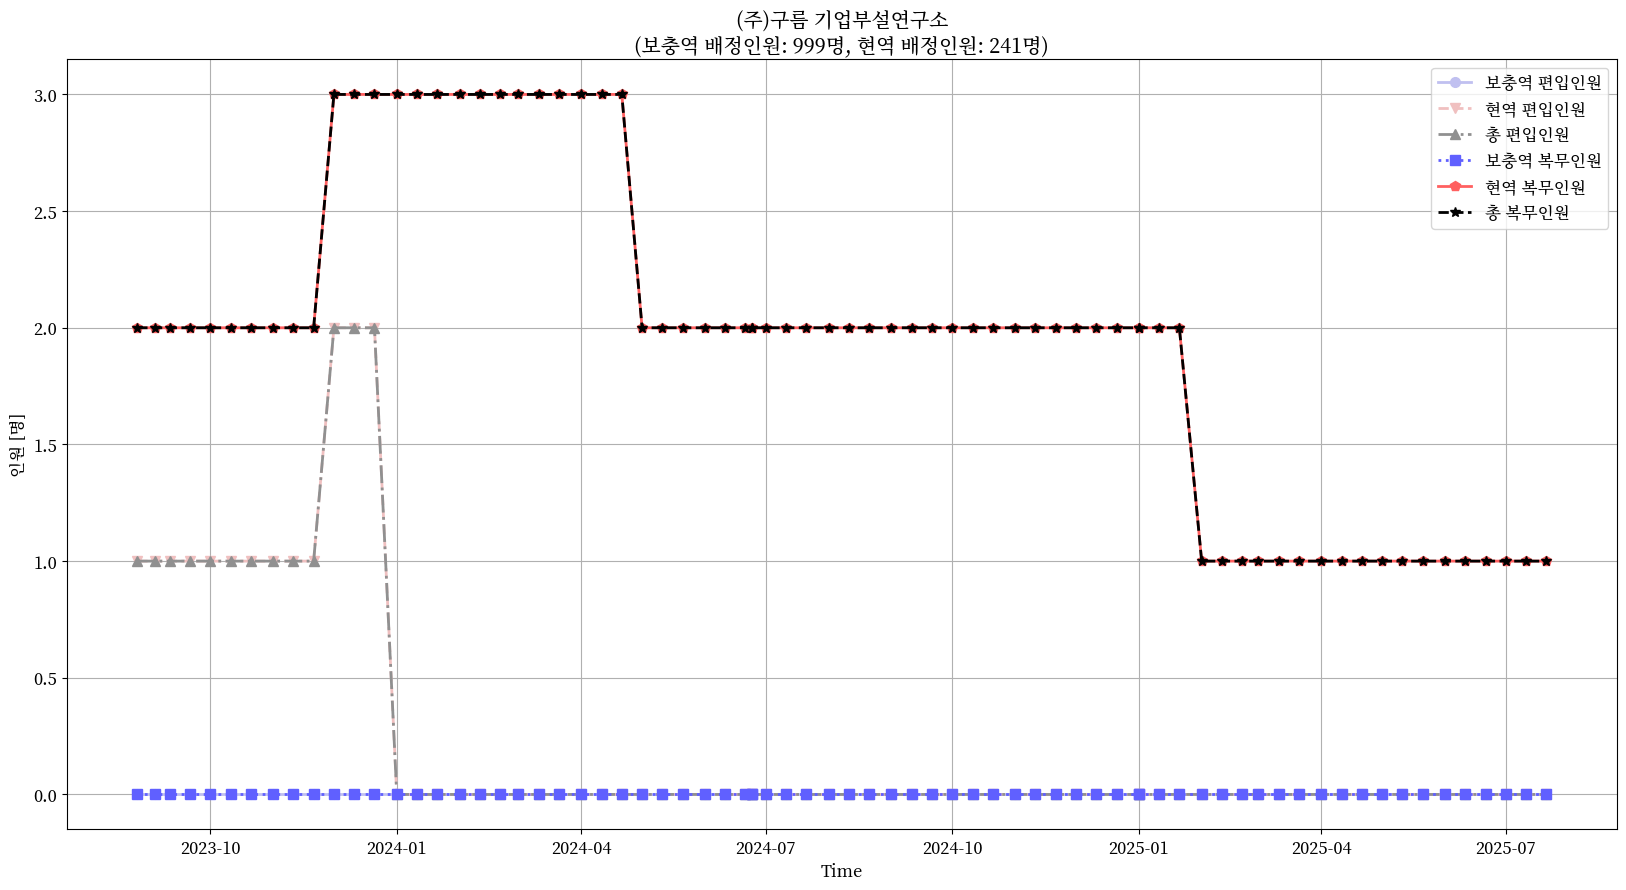 (주)구름 기업부설연구소
(보충역 배정인원: 999명, 현역 배정인원: 241명)
보충역 편입인원
현역 편입인원
총 편입인원
보충역 복무인원
현역 복무인원
총 복무인원
인원 [명]
3.0
2.5
2.0
1.5
1.0
0.5
0.0
2023-10
2024-01
2024-04
2024-07
2024-10
2025-01
2025-04
2025-07
Time